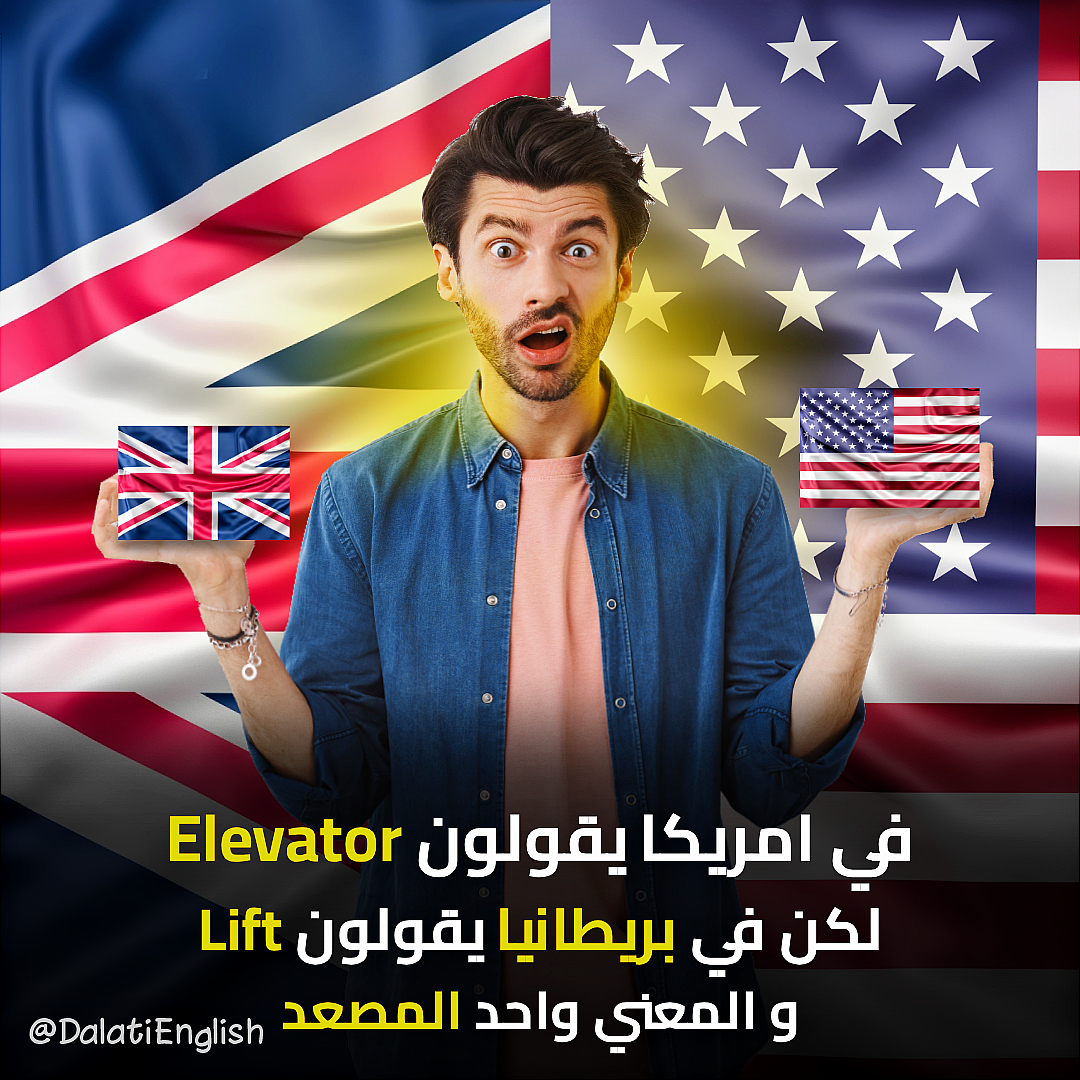 في امريكا يقولون Elevator
لكن في بريطانيا يقولون Lift
و المعني واحد المصعد
@DalatiEnglish